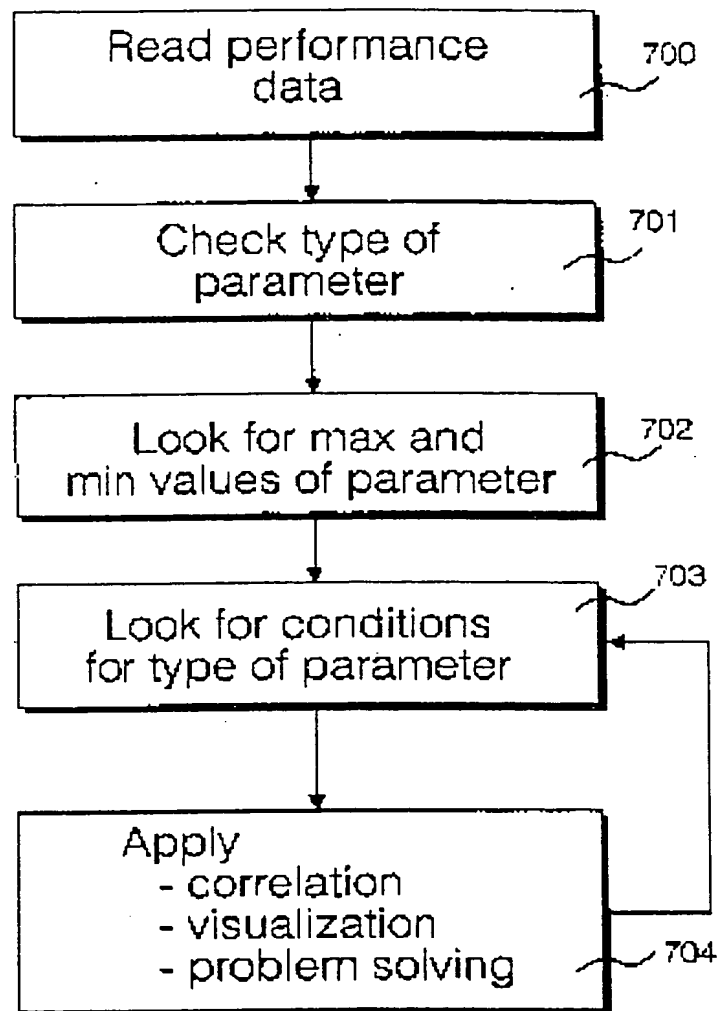 Read performance
data
700
Check type of
parameter
701
Look for max and
min values of parameter
702
Look for conditions
for type of parameter
703
Apply
- correlation
- visualization
- problem solving
704